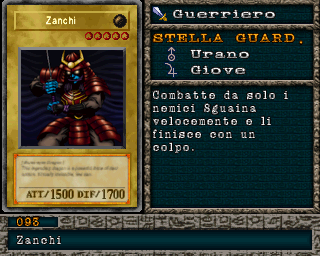 Zanchi
ATT/1500 DIF/1700
Guerriero
STELLA GUARD.
Urano
Giove
Combatte da solo i
nemici Sguaina
velocemente e li
finisce con un
colpo.
093
Zanchi